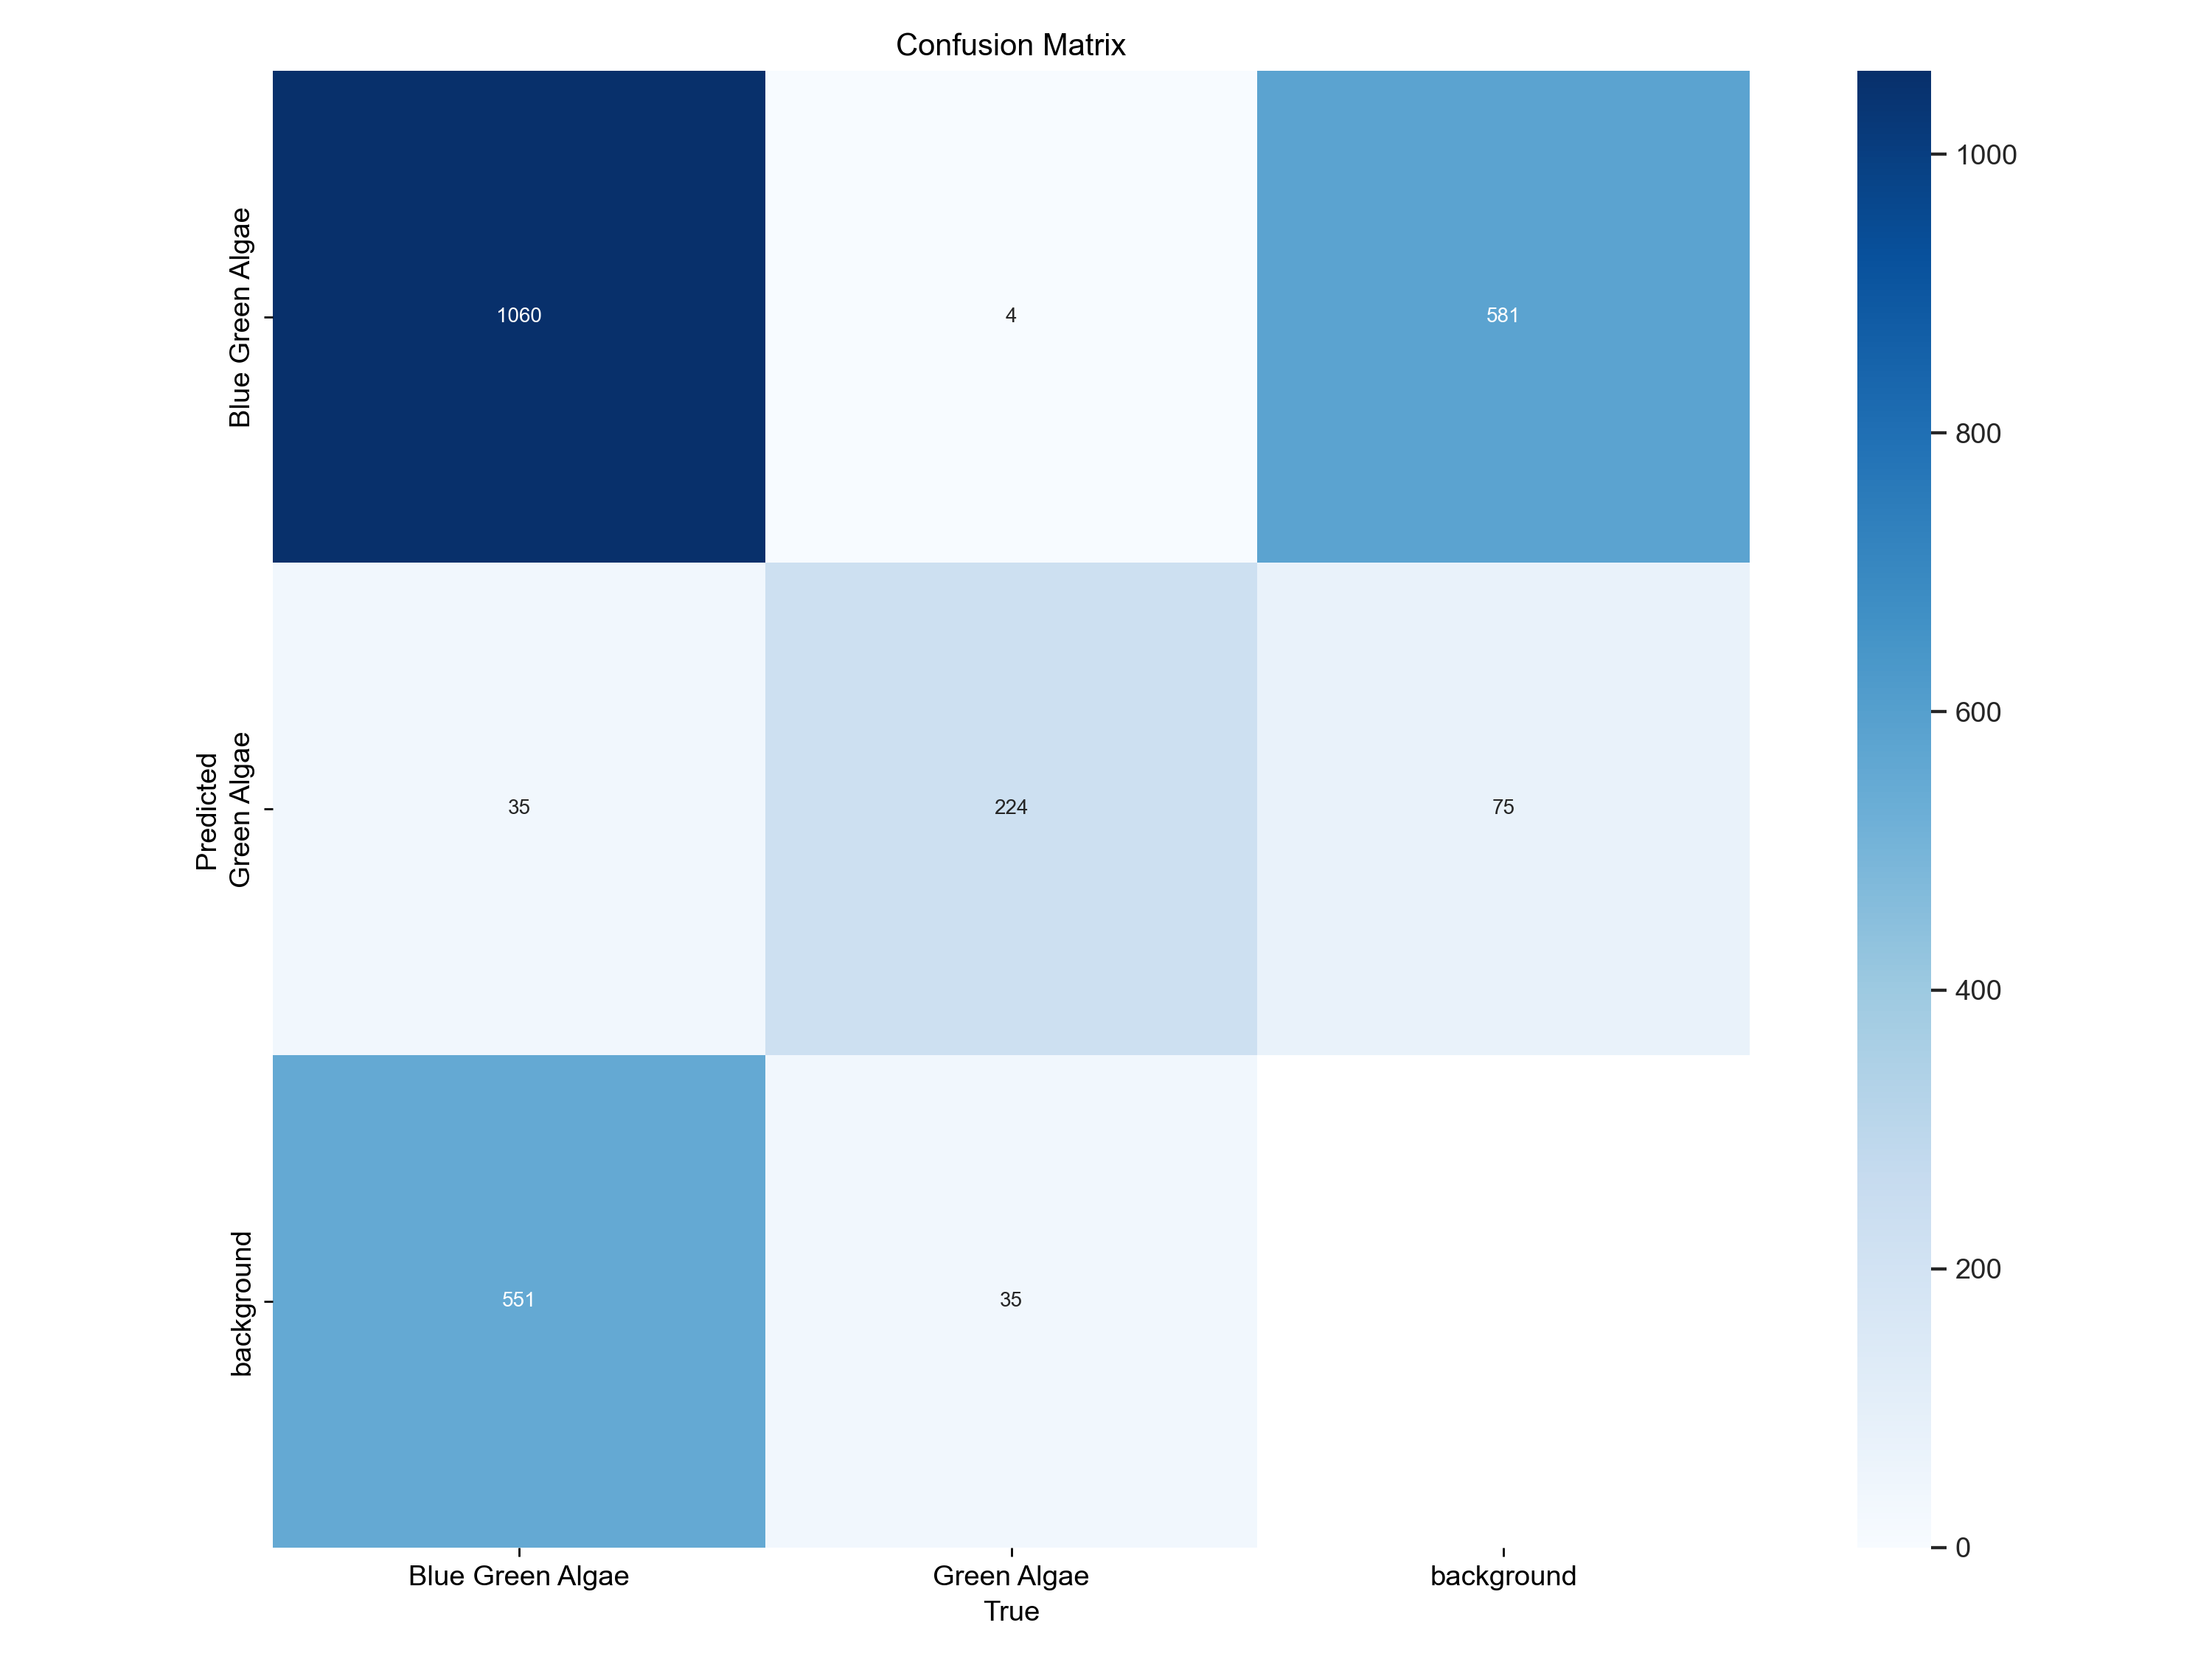 Confusion Matrix
Blue Green Algae
1060
4
581
1000
800
600
400
200
0
Predicted
Green Algae
35
224
75
background
551
35
Blue Green Algae
Green Algae
background
True